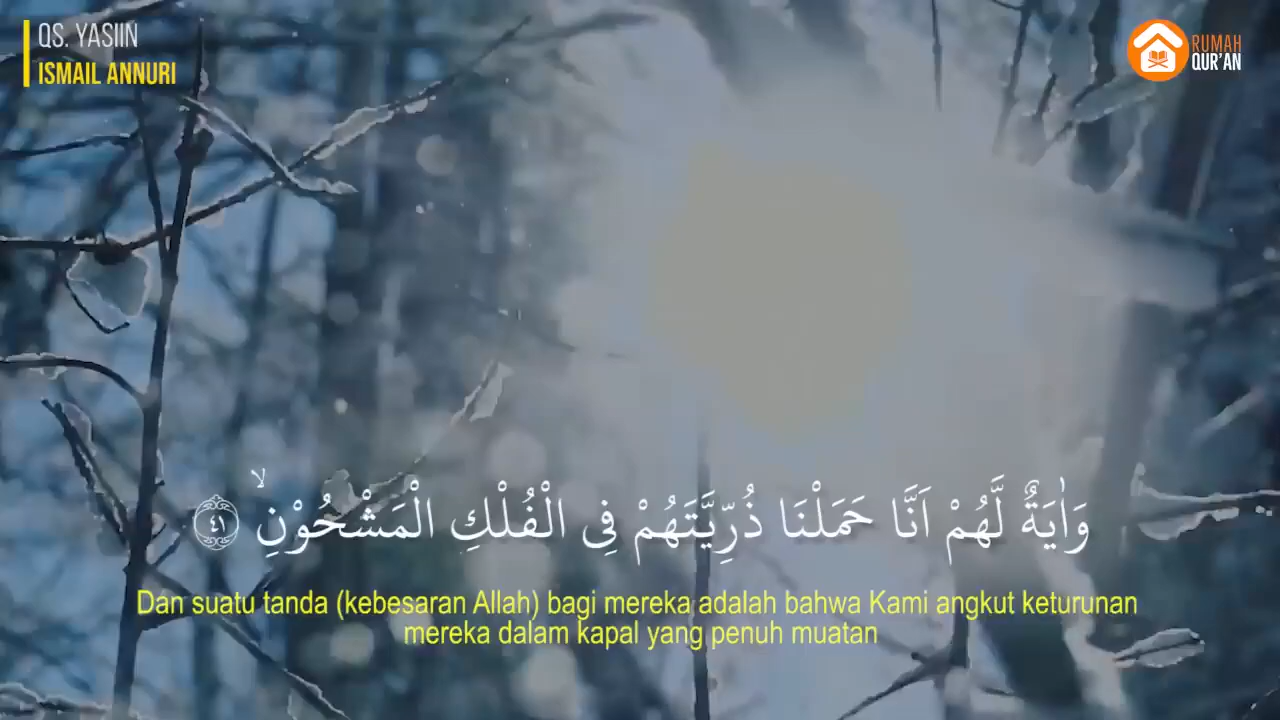 QS. YASIIN
ISMAIL ANNURI
RUMAH
QUR'AN
وَاٰيَةٌ لَّهُمْ اَنَّا حَمَلْنَا ذُرِّيَّتَهُمْ فِى الْفُلْكِ الْمَشْحُوْنِۙ ٤١
Dan suatu tanda (kebesaran Allah) bagi mereka adalah bahwa Kami angkut keturunan
mereka dalam kapal yang penuh muatan